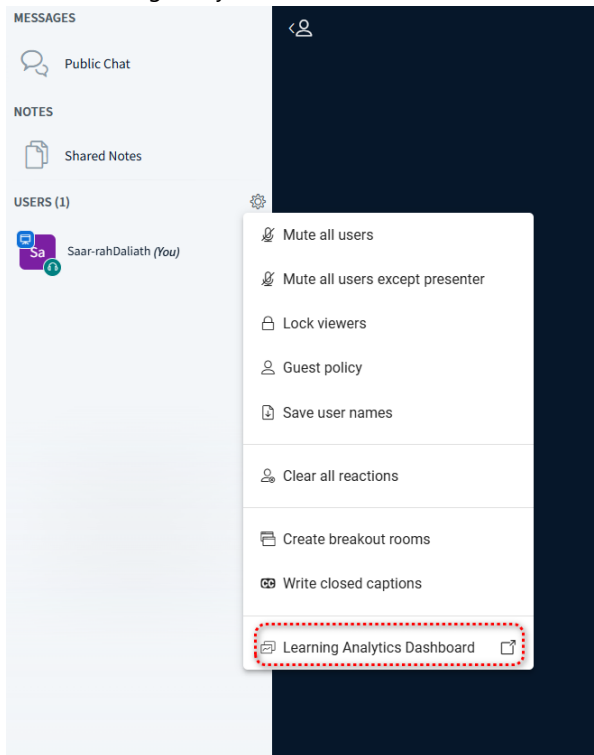 MESSAGES
Public Chat
NOTES
Shared Notes
USERS (1)
Sa
Saar-rahDaliath (You)
Mute all users
Mute all users except presenter
Lock viewers
Guest policy
Save user names
Clear all reactions
Create breakout rooms
CC Write closed captions
Learning Analytics Dashboard